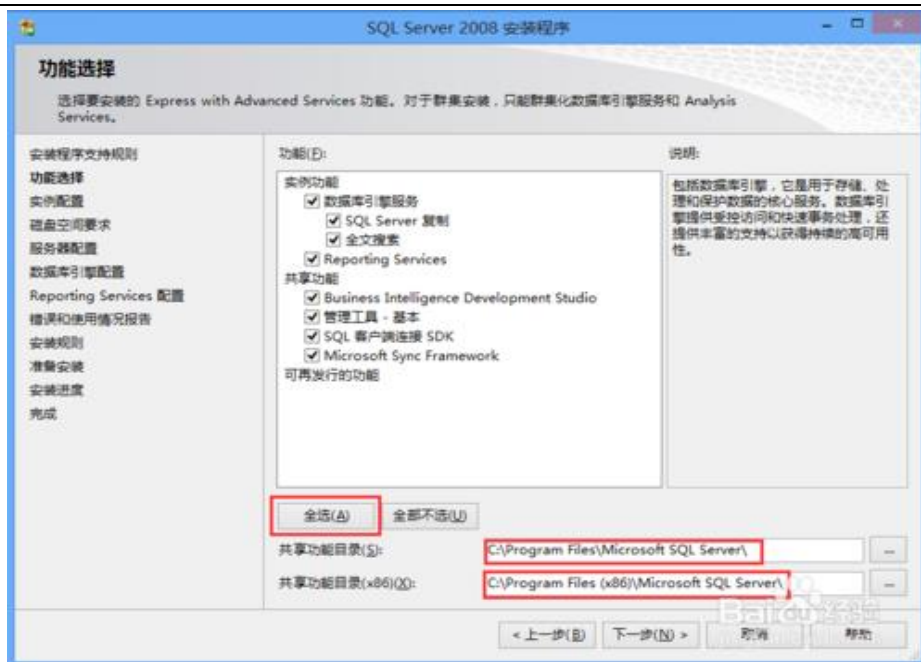 SQL Server 2008 安装程序
功能选择
选择要安装的 Express with Advanced Services 功能。对于群集安装，只能群集化数据库引擎服务和 Analysis
Services。
安装程序支持规则
功能选择
实例配置
磁盘空间要求
服务器配置
数据库引擎配置
Reporting Services 配置
错误和使用情况报告
安装规则
准备安装
安装进度
完成
功能(F):
实例功能
数据库引擎服务
SQL Server 复制
全文搜索
Reporting Services
共享功能
Business Intelligence Development Studio
管理工具 - 基本
SQL 客户端连接 SDK
Microsoft Sync Framework
可再发行的功能
说明:
包括数据库引擎，它是用于存储、处
理和保护数据的核心服务。数据库引
擎提供受控访问和快速事务处理，还
提供丰富的支持以获得持续的高可用
性。
全选(A)
全部不选(U)
共享功能目录(S):
C:\Program Files\Microsoft SQL Server\
...
共享功能目录(x86)(X):
C:\Program Files (x86)\Microsoft SQL Server\
...
< 上一步(B)
下一步(N) >
取消
帮助
Baidu 经验